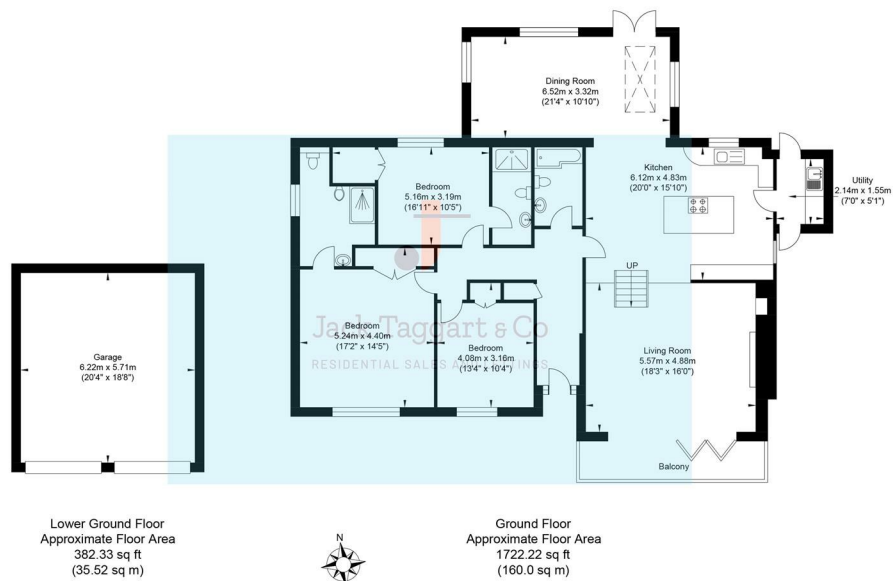 Dining Room
6.52m x 3.32m
(21'4" x 10'10")
Kitchen
6.12m x 4.83m
(20'0" x 15'10")
Utility
2.14m x 1.55m
(7'0" x 5'1")
Bedroom
5.16m x 3.19m
(16'11" x 10'5")
UP
Jack Taggart & Co
RESIDENTIAL SALES
Bedroom
5.24m x 4.40m
(17'2" x 14'5")
Bedroom
4.08m x 3.16m
(13'4" x 10'4")
Living Room
5.57m x 4.88m
(18'3" x 16'0")
Garage
6.22m x 5.71m
(20'4" x 18'8")
Balcony
Lower Ground Floor
Approximate Floor Area
382.33 sq ft
(35.52 sq m)
N
Ground Floor
Approximate Floor Area
1722.22 sq ft
(160.0 sq m)